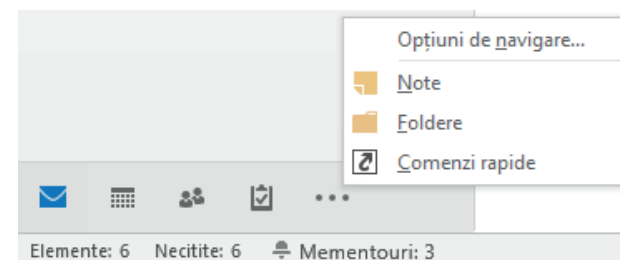 Opțiuni de navigare...
Note
Foldere
Comenzi rapide
Elemente: 6 Necitite: 6 Mementouri: 3